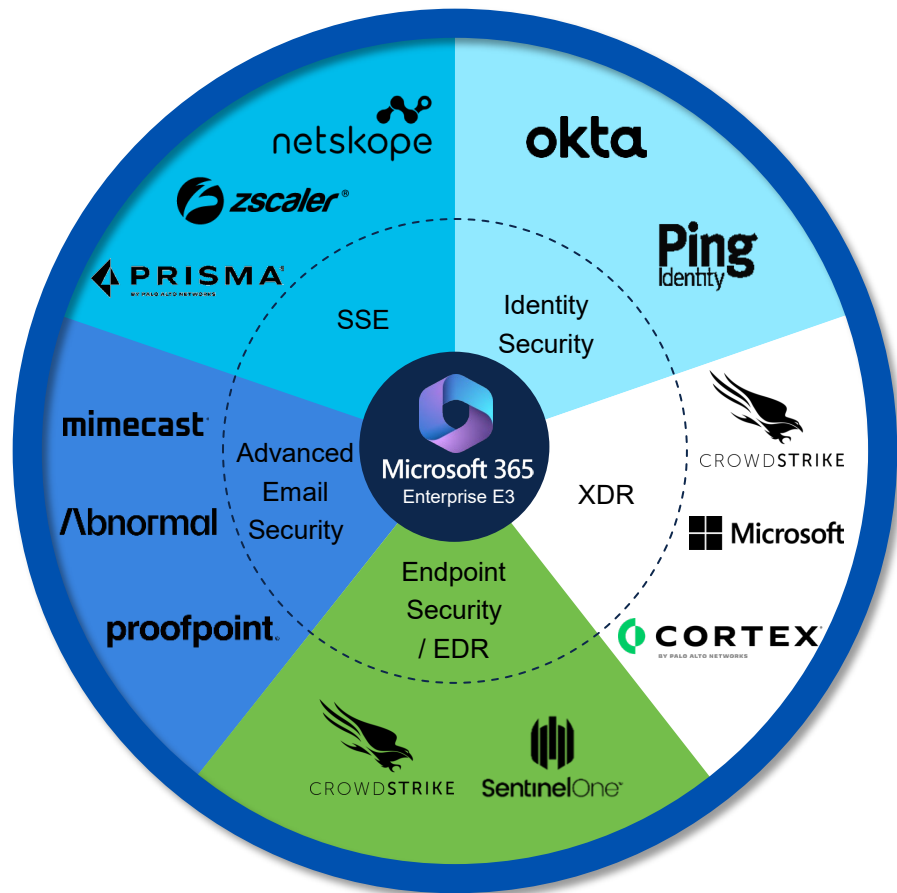 netskope
okta
zscaler®
Ping
Identity
PRISMA®
BY PALO ALTO NETWORKS
SSE
Identity
Security
mimecast®
Advanced
Email
Security
Abnormal
proofpoint®
Microsoft 365
Enterprise E3
XDR
CROWDSTRIKE
Microsoft
CORTEX®
BY PALO ALTO NETWORKS
Endpoint
Security
/ EDR
CROWDSTRIKE
SentinelOne™